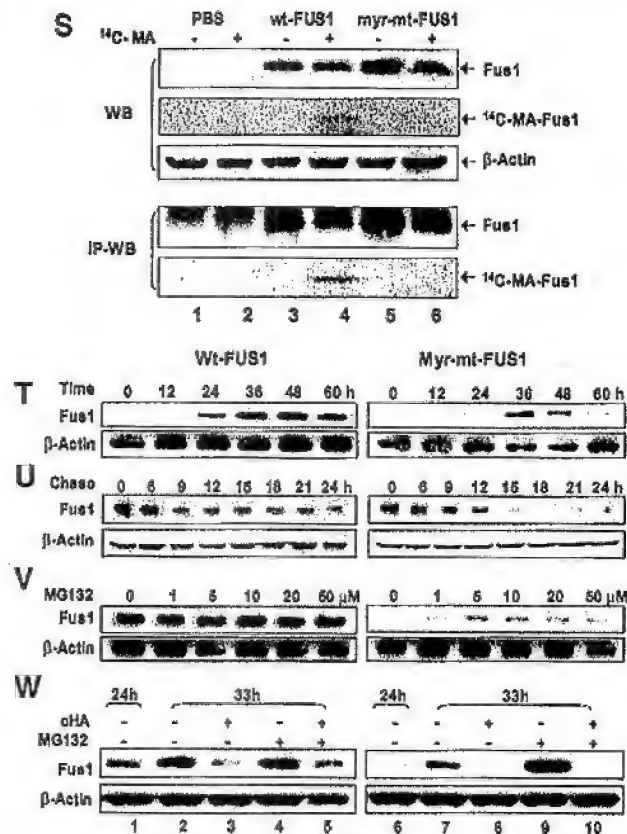 S
PBS wt-FUS1 myr-mt-FUS1
¹⁴C-MA - + - + - +
WB
Fus1
¹⁴C-MA-Fus1
β-Actin
IP-WB
Fus1
¹⁴C-MA-Fus1
1 2 3 4 5 6
Wt-FUS1 Myr-mt-FUS1
T
Time 0 12 24 36 48 60 h 0 12 24 36 48 60 h
Fus1
β-Actin
U
Chase 0 6 9 12 15 18 21 24 h 0 6 9 12 15 18 21 24 h
Fus1
β-Actin
V
MG132 0 1 5 10 20 50 μM 0 1 5 10 20 50 μM
Fus1
β-Actin
W
24h 33h 24h 33h
cHA - - + - + - - + - +
MG132 - - - + + - - - + +
Fus1
β-Actin
1 2 3 4 5 6 7 8 9 10